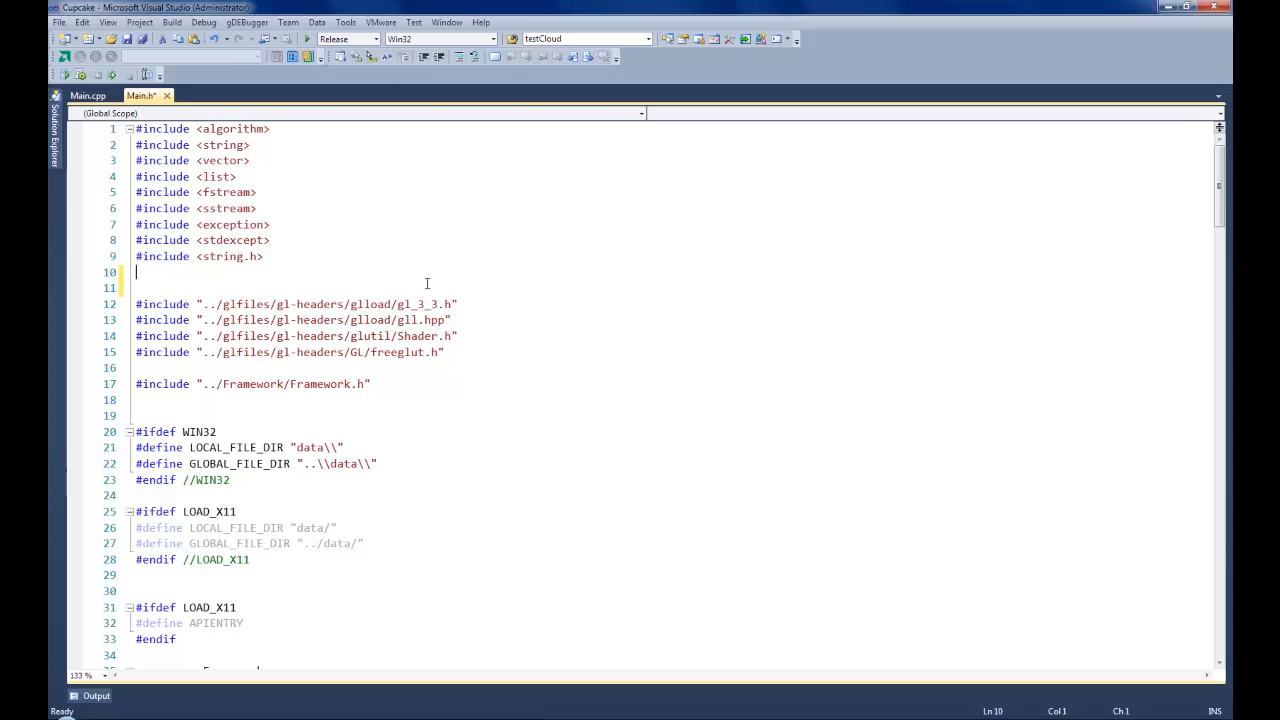 Cupcake - Microsoft Visual Studio (Administrator)
File Edit View Project Build Debug gDEBugger Team Data Tools VMware Test Window Help
Release Win32 testCloud
Main.cpp Main.h*
Solution Explorer
(Global Scope)
1 #include <algorithm>
2 #include <string>
3 #include <vector>
4 #include <list>
5 #include <fstream>
6 #include <sstream>
7 #include <exception>
8 #include <stdexcept>
9 #include <string.h>
10
11
12 #include "../glfiles/gl-headers/glload/gl_3_3.h"
13 #include "../glfiles/gl-headers/glload/gll.hpp"
14 #include "../glfiles/gl-headers/glutil/Shader.h"
15 #include "../glfiles/gl-headers/GL/freeglut.h"
16
17 #include "../Framework/Framework.h"
18
19
20 #ifdef WIN32
21 #define LOCAL_FILE_DIR "data\\"
22 #define GLOBAL_FILE_DIR "..\\data\\"
23 #endif //WIN32
24
25 #ifdef LOAD_X11
26 #define LOCAL_FILE_DIR "data/"
27 #define GLOBAL_FILE_DIR "../data/"
28 #endif //LOAD_X11
29
30
31 #ifdef LOAD_X11
32 #define APIENTRY
33 #endif
34
133 %
Output
Ready Ln 10 Col 1 Ch 1 INS